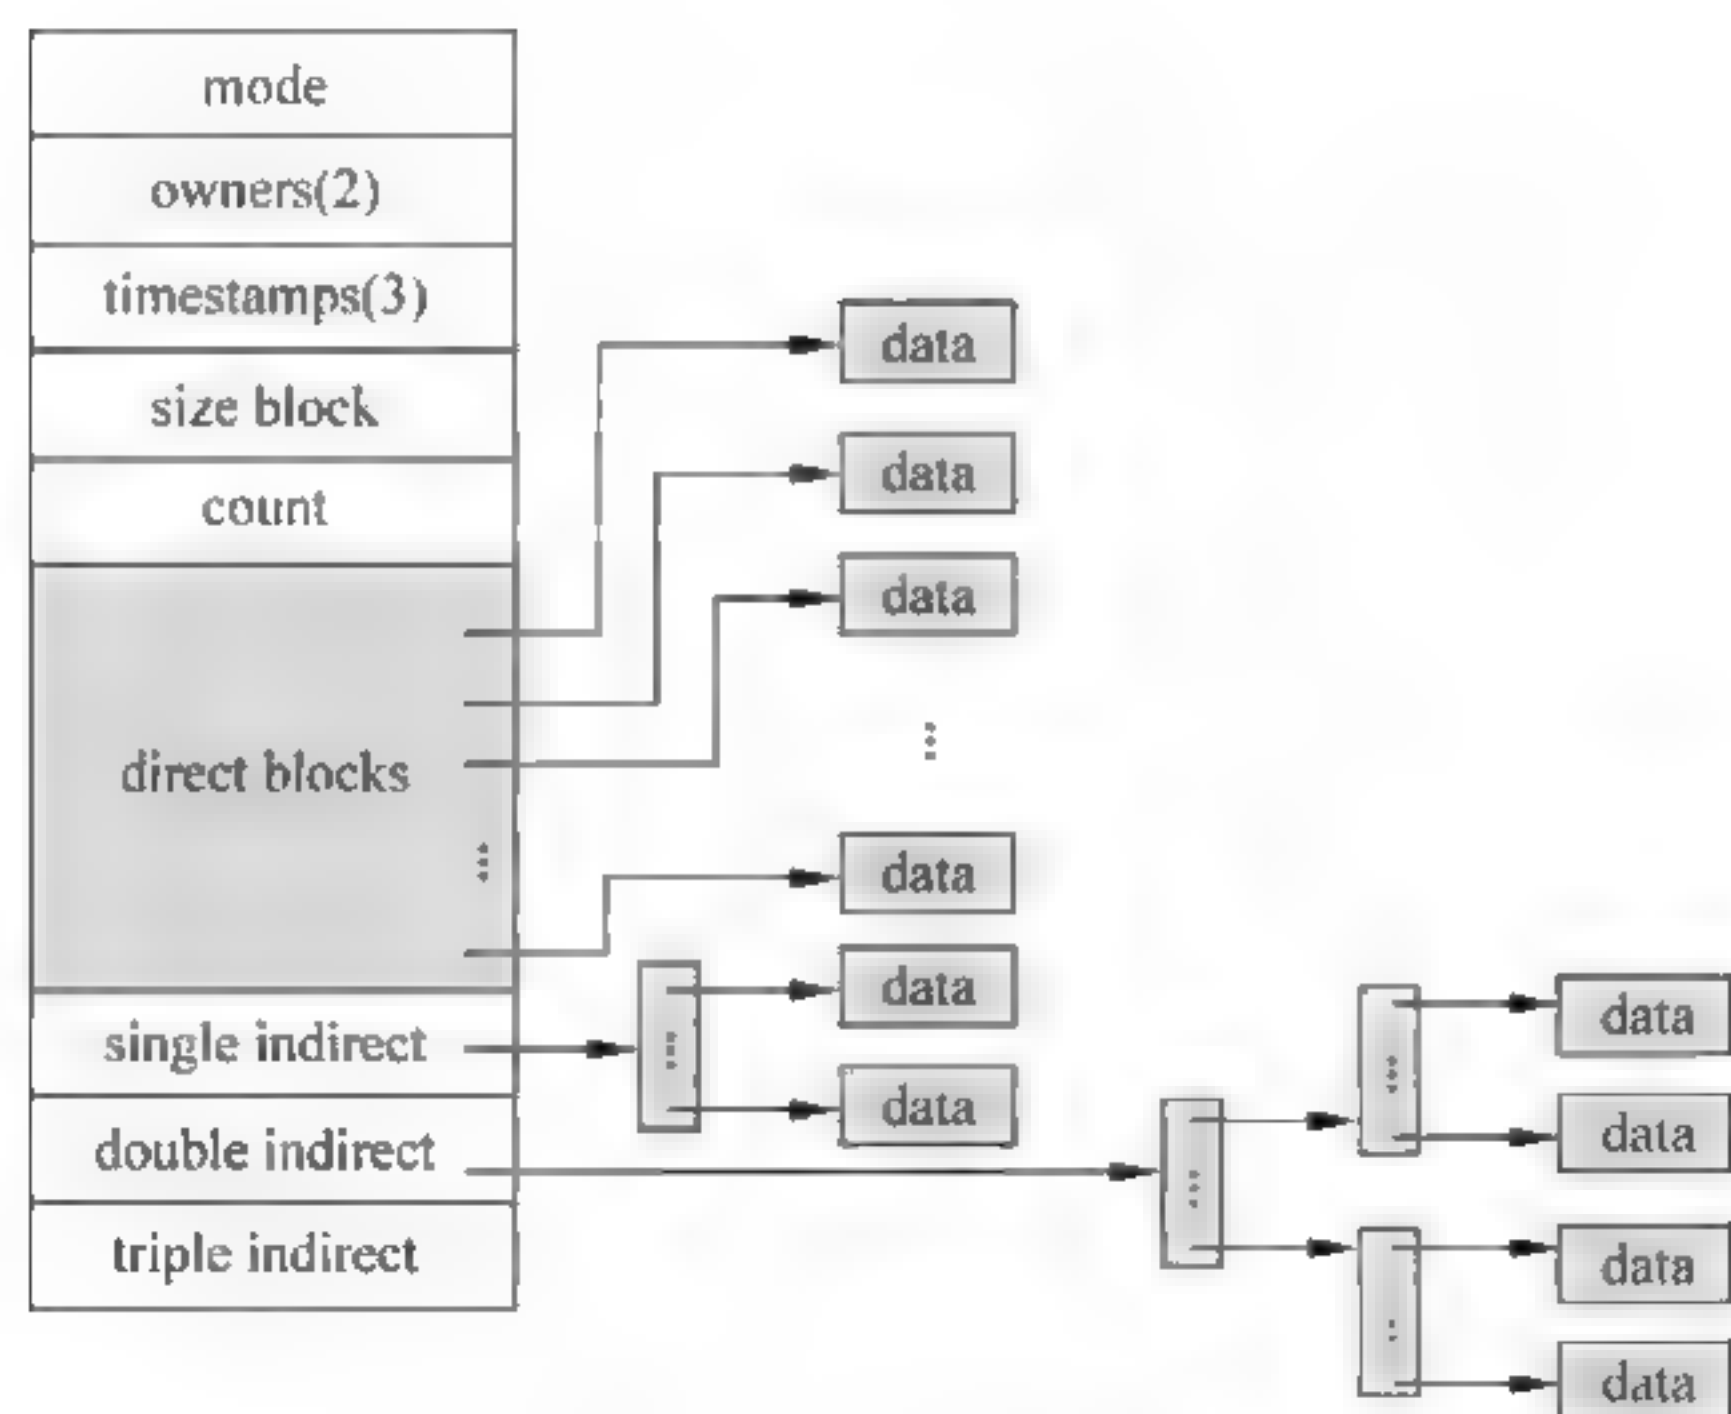 mode
owners(2)
timestamps(3)
size block
count
direct blocks
single indirect
double indirect
triple indirect
data
data
data
data
data
data
data
data
data
data